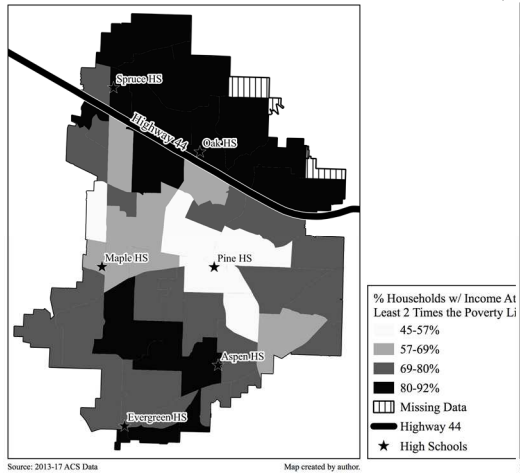 Spruce HS
Highway 44
Oak HS
Maple HS
Pine HS
Aspen HS
Evergreen HS
% Households w/ Income At
Least 2 Times the Poverty Li
45-57%
57-69%
69-80%
80-92%
Missing Data
Highway 44
High Schools
Source: 2013-17 ACS Data
Map created by author.